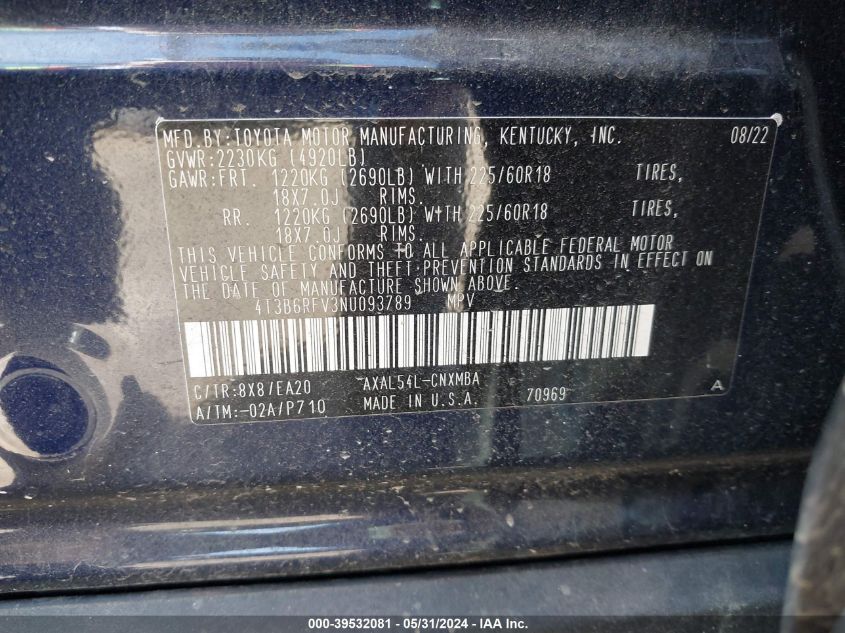 MFD.BY:TOYOTA MOTOR MANUFACTURING, KENTUCKY, INC. 08/22
GVWR:2230KG (4920LB)
GAWR:FRT. 1220KG (2690LB) WITH 225/60R18 TIRES,
18X7.0J RIMS.
RR. 1220KG (2690LB) WITH 225/60R18 TIRES,
18X7.0J RIMS.
THIS VEHICLE CONFORMS TO ALL APPLICABLE FEDERAL MOTOR
VEHICLE SAFETY AND THEFT PREVENTION STANDARDS IN EFFECT ON
THE DATE OF MANUFACTURE SHOWN ABOVE.
4T3B6RFV3NU093789 MPV
C/TR:8X8/EA20 AXAL54L-CNXMBA
A/TM:-02A/P710 MADE IN U.S.A. 70969 A
000-39532081 - 05/31/2024 - IAA Inc.